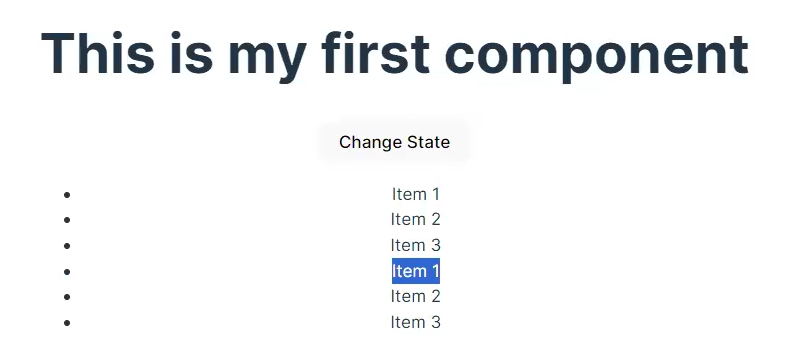 This is my first component
Change State
Item 1
Item 2
Item 3
Item 1
Item 2
Item 3